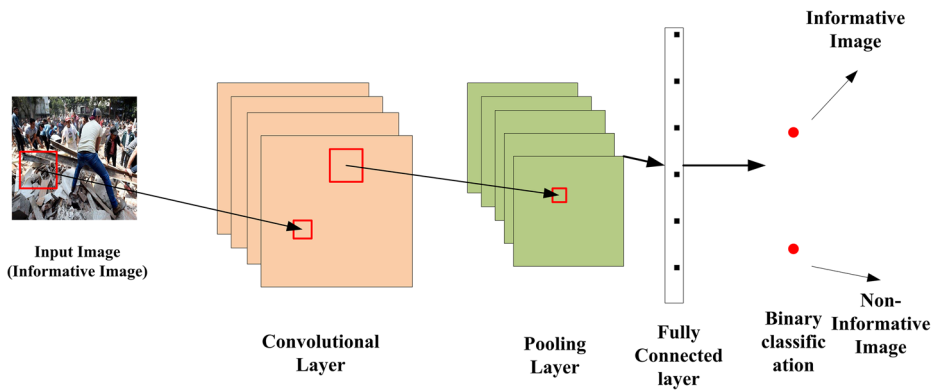 Informative
Image
Input Image
(Informative Image)
Convolutional
Layer
Pooling
Layer
Fully
Connected
layer
Binary
classific
ation
Non-
Informative
Image